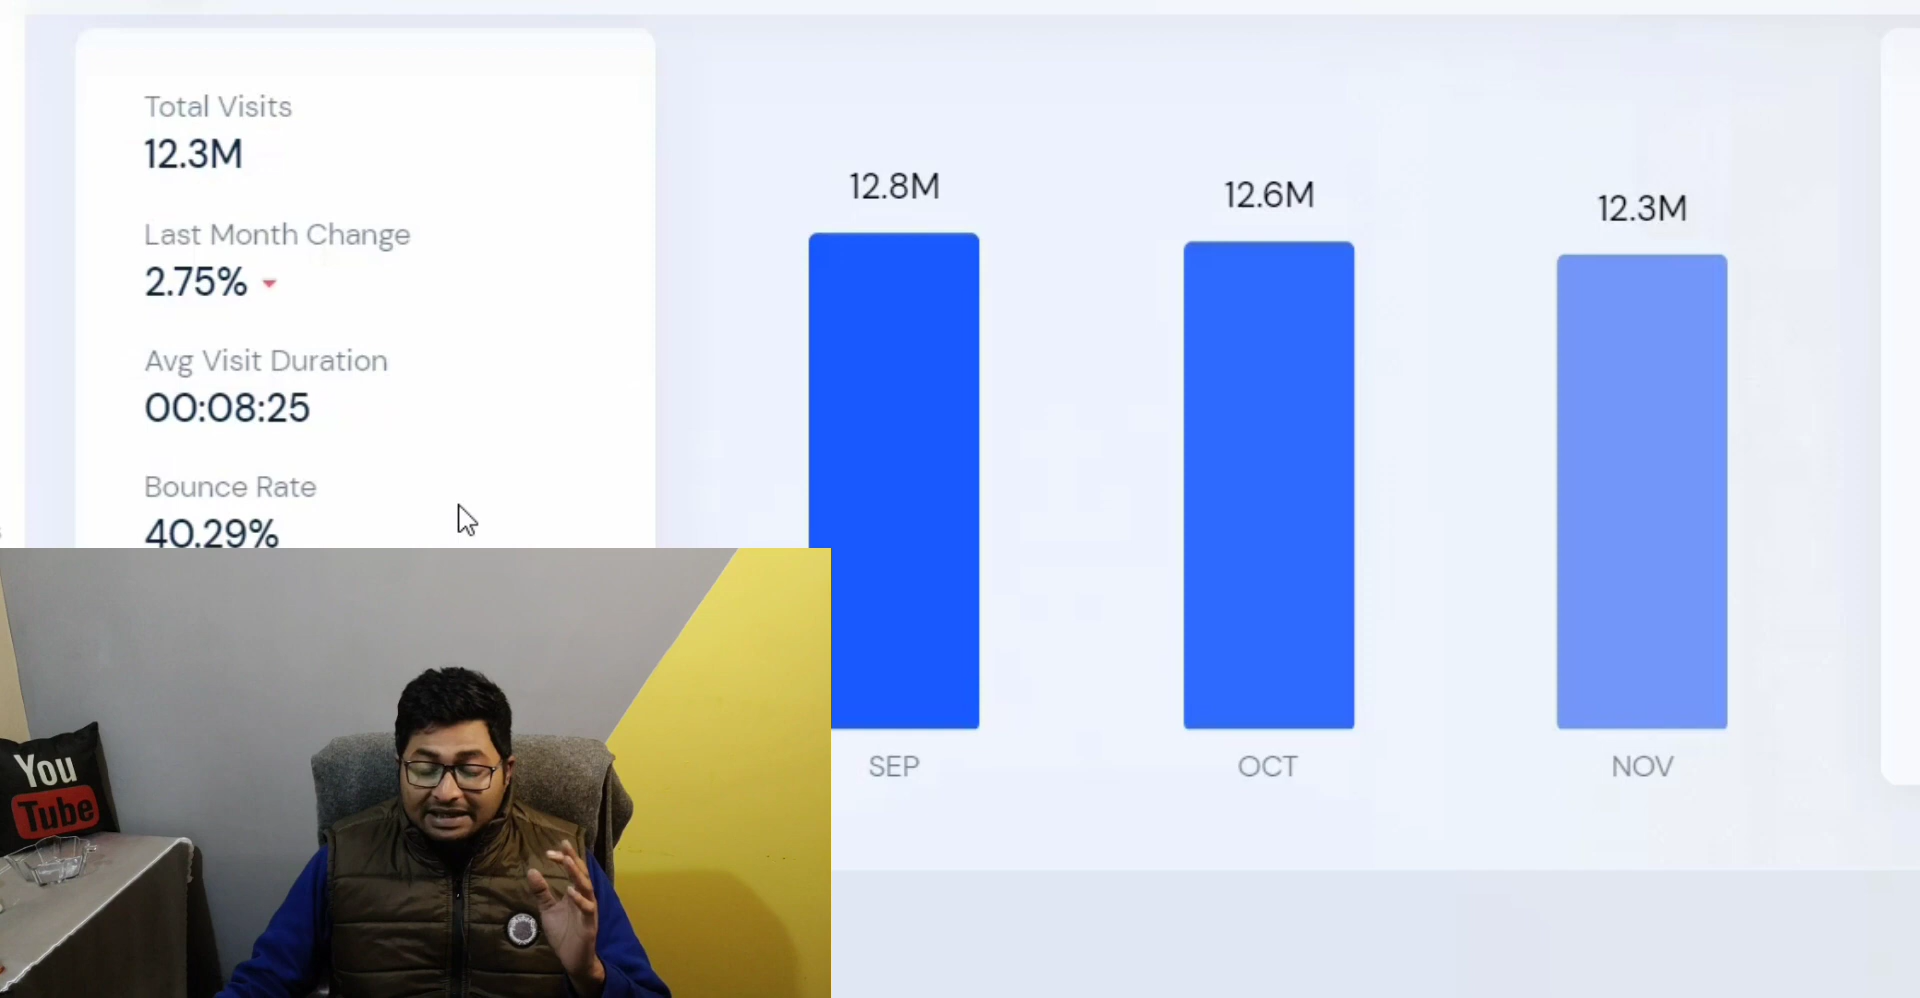 Total Visits
12.3M
Last Month Change
2.75%
Avg Visit Duration
00:08:25
Bounce Rate
40.29%
12.8M
12.6M
12.3M
SEP
OCT
NOV
You
Tube